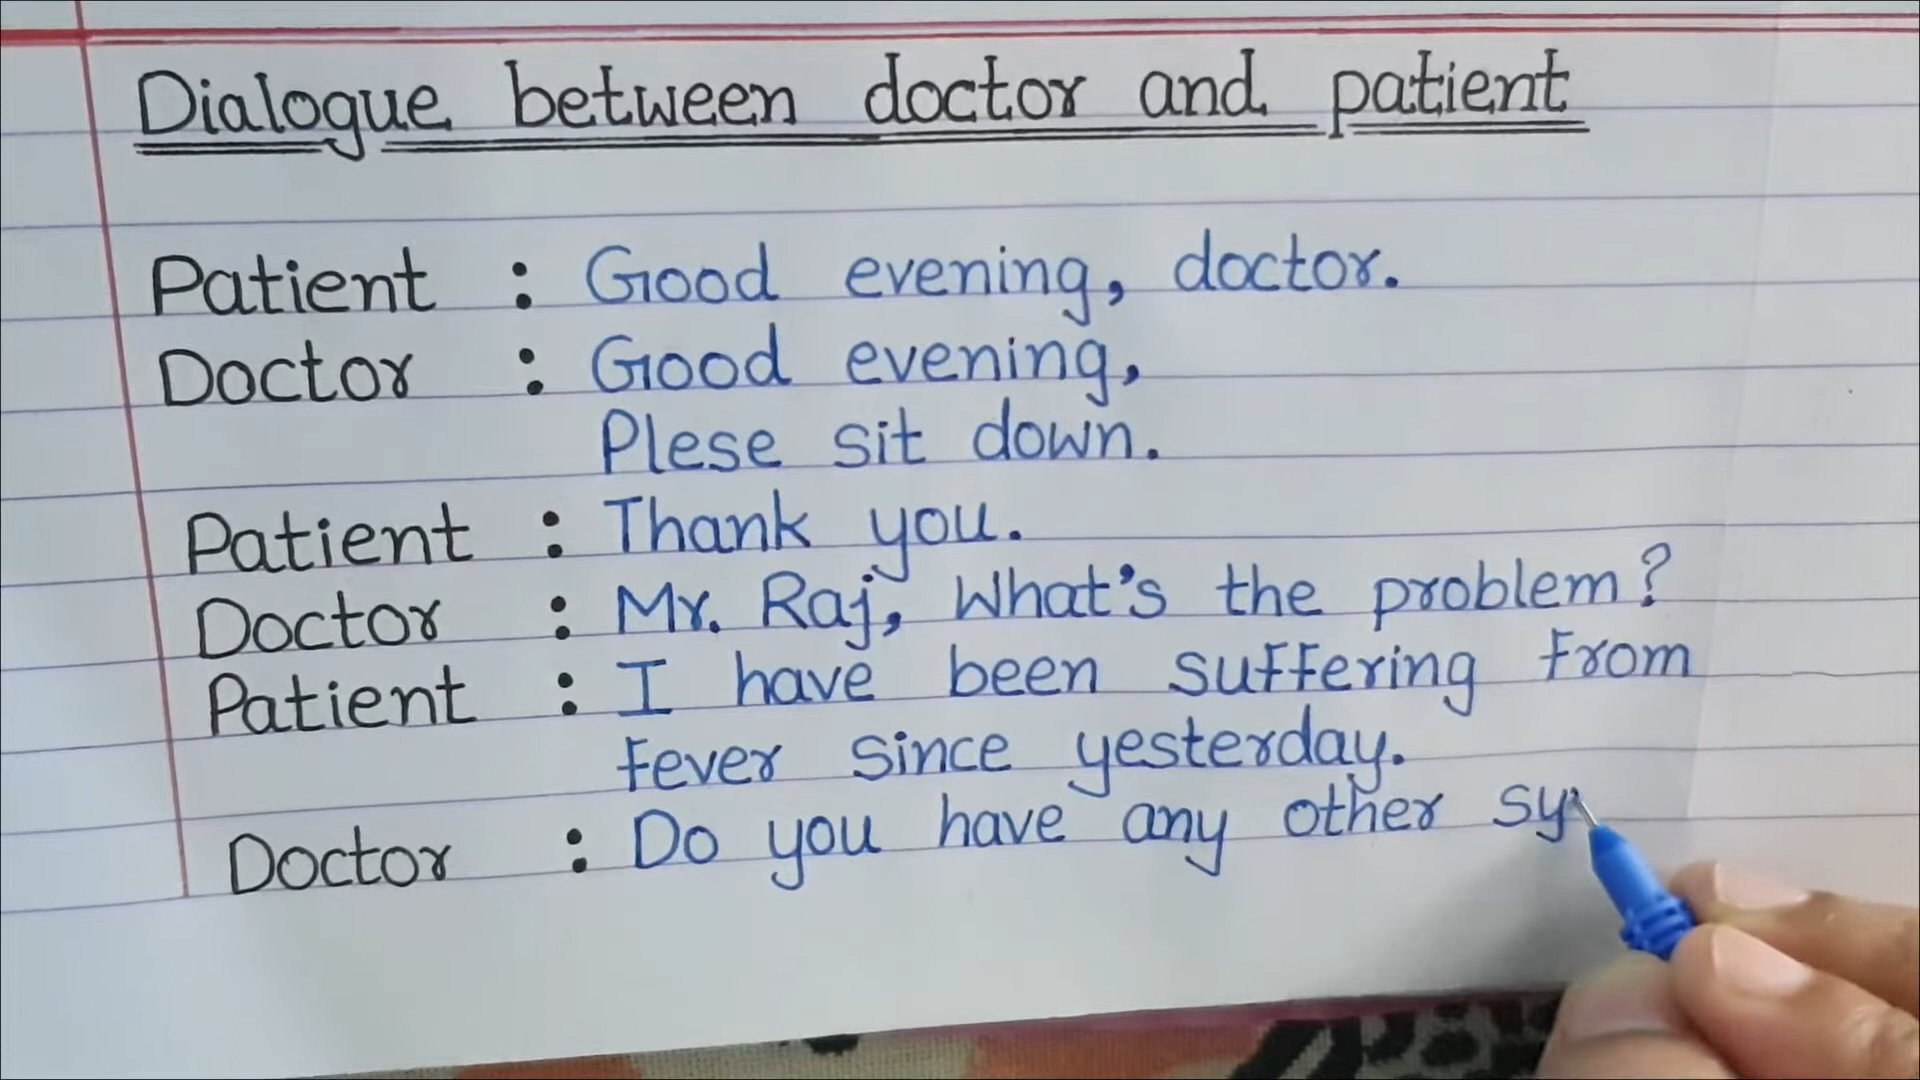 Dialogue between doctor and patient
Patient : Good evening, doctor.
Doctor : Good evening,
Plese sit down.
Patient : Thank you.
Doctor : Mr. Raj, What's the problem?
Patient : I have been suffering from
fever since yesterday.
Doctor : Do you have any other sy